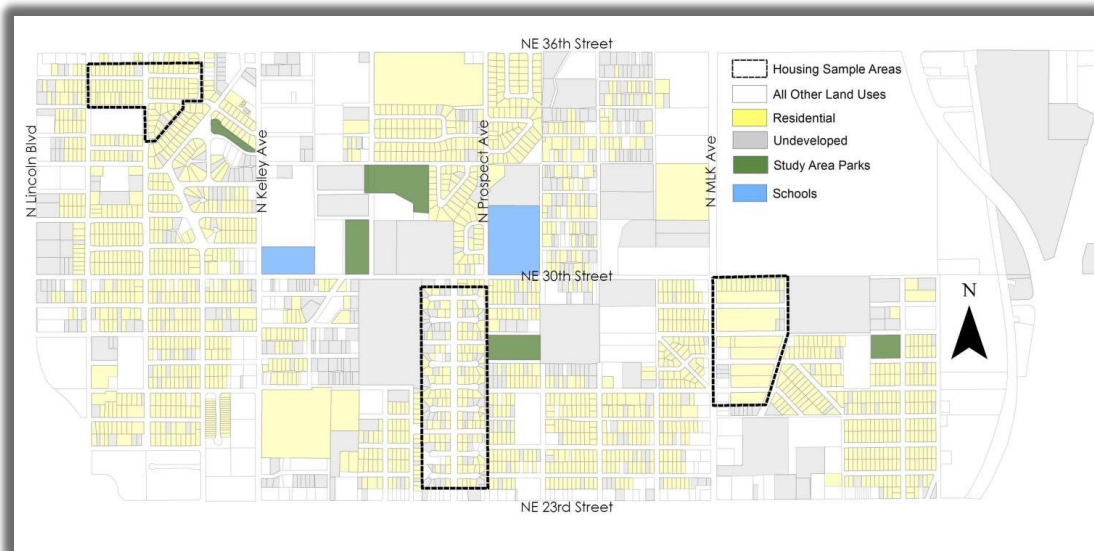 NE 36th Street
N Lincoln Blvd
N Kelley Ave
N Prospect Ave
N MLK Ave
Housing Sample Areas
All Other Land Uses
Residential
Undeveloped
Study Area Parks
Schools
NE 30th Street
N
NE 23rd Street